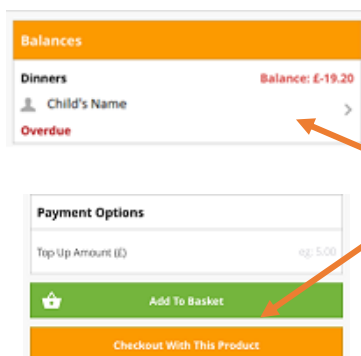 Balances
Dinners Balance: £-19.20
Child's Name
Overdue
Payment Options
Top Up Amount (£) eg: 5.00
Add To Basket
Checkout With This Product